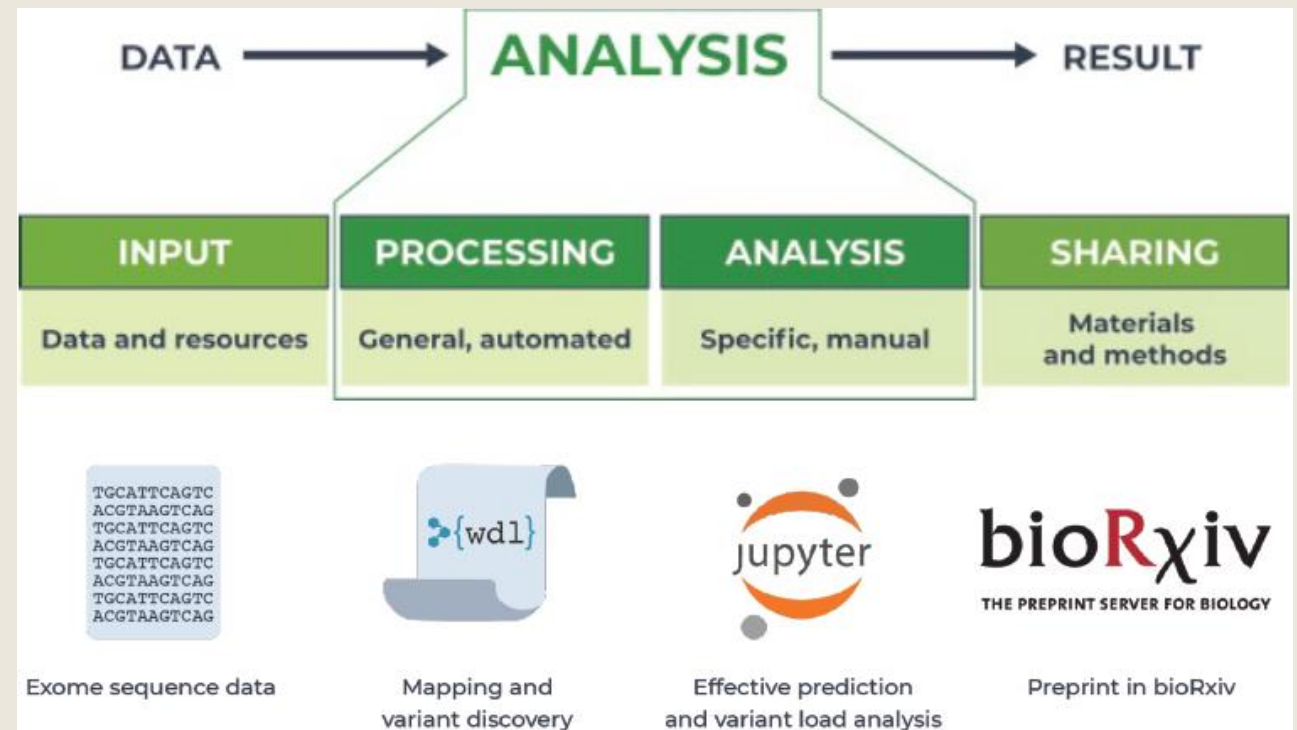 DATA
ANALYSIS
RESULT
INPUT
PROCESSING
ANALYSIS
SHARING
Data and resources
General, automated
Specific, manual
Materials
and methods
TGCATTCAGTC
ACGTAAGTCAG
TGCATTCAGTC
ACGTAAGTCAG
TGCATTCAGTC
ACGTAAGTCAG
TGCATTCAGTC
ACGTAAGTCAG
{wdl}
jupyter
bioRχiv
THE PREPRINT SERVER FOR BIOLOGY
Exome sequence data
Mapping and
variant discovery
Effective prediction
and variant load analysis
Preprint in bioRxiv